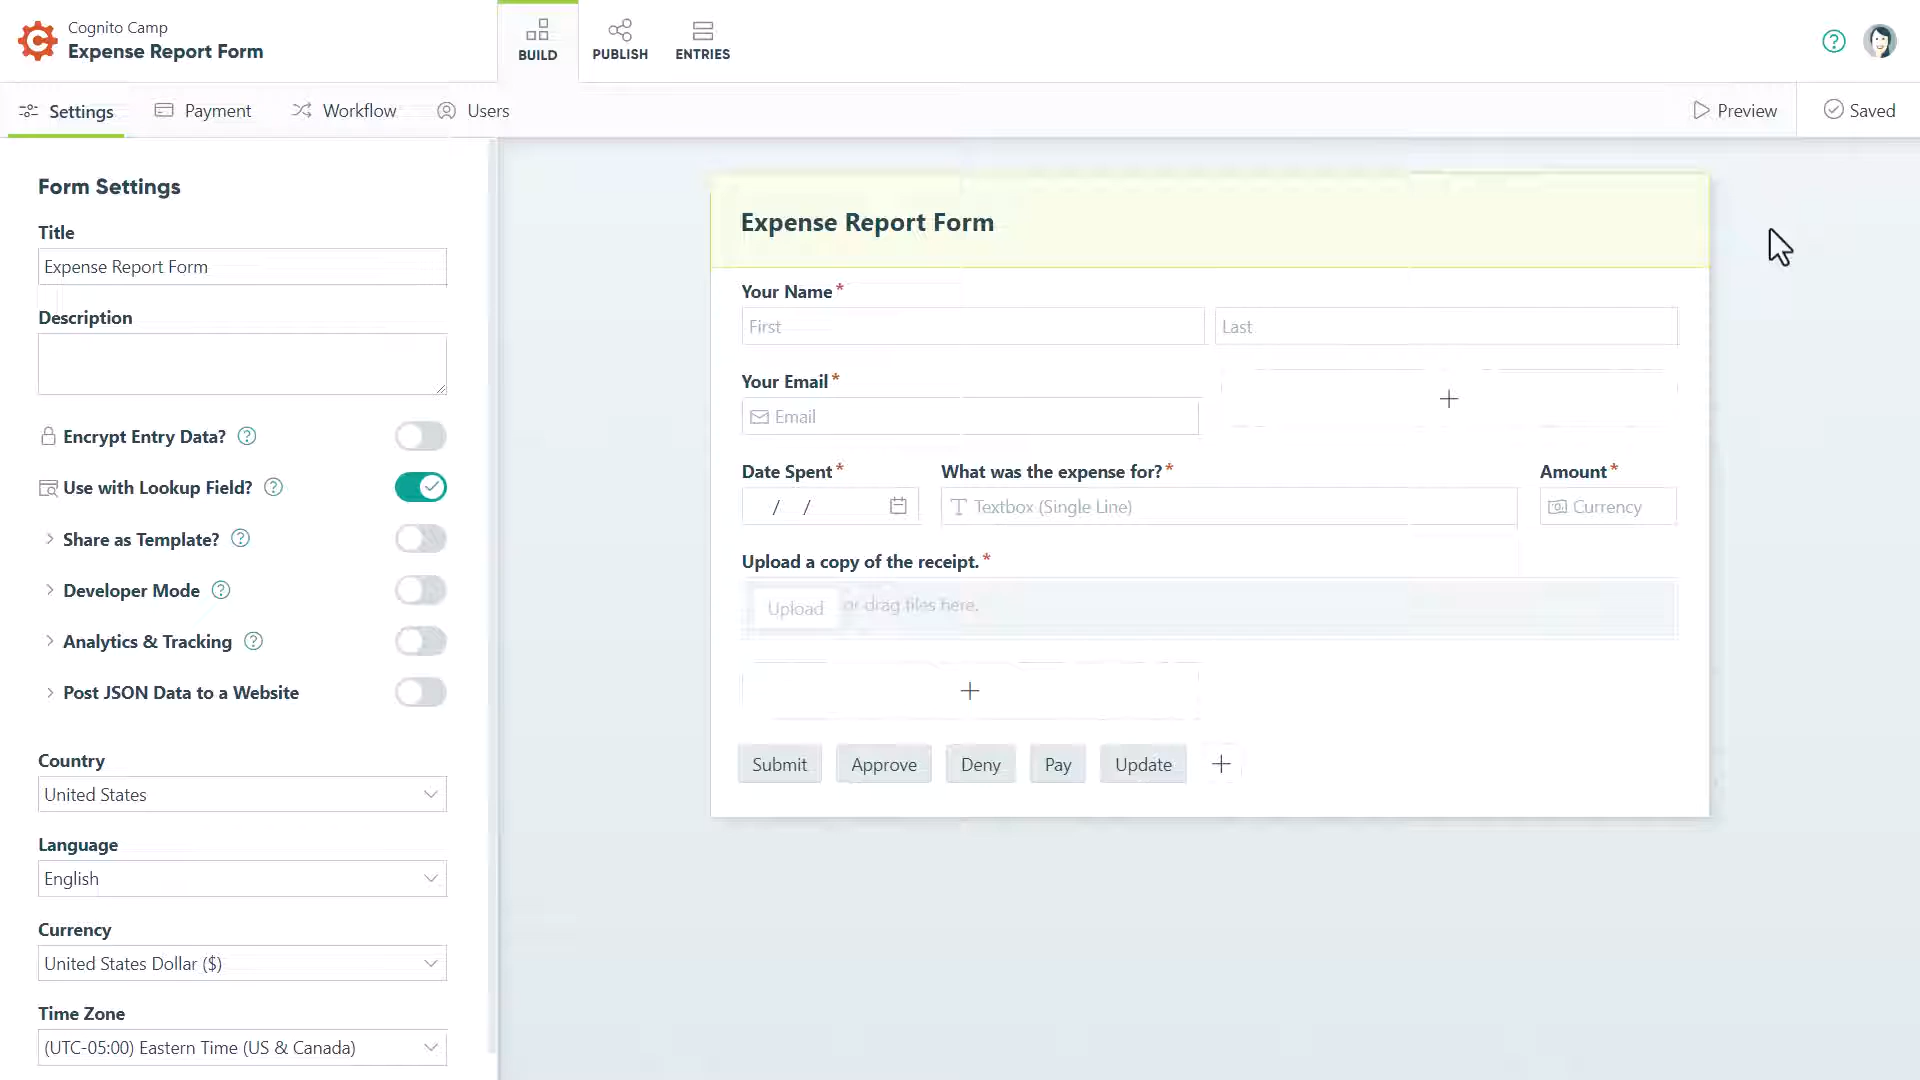 Cognito Camp
Expense Report Form
BUILD
PUBLISH
ENTRIES
Settings
Payment
Workflow
Users
Preview
Saved
Form Settings
Title
Expense Report Form
Description
Encrypt Entry Data?
Use with Lookup Field?
Share as Template?
Developer Mode
Analytics & Tracking
Post JSON Data to a Website
Country
United States
Language
English
Currency
United States Dollar ($)
Time Zone
(UTC-05:00) Eastern Time (US & Canada)
Expense Report Form
Your Name *
First
Last
Your Email *
Email
Date Spent *
What was the expense for? *
Amount *
/ /
Textbox (Single Line)
Currency
Upload a copy of the receipt. *
Upload or drag files here.
Submit
Approve
Deny
Pay
Update